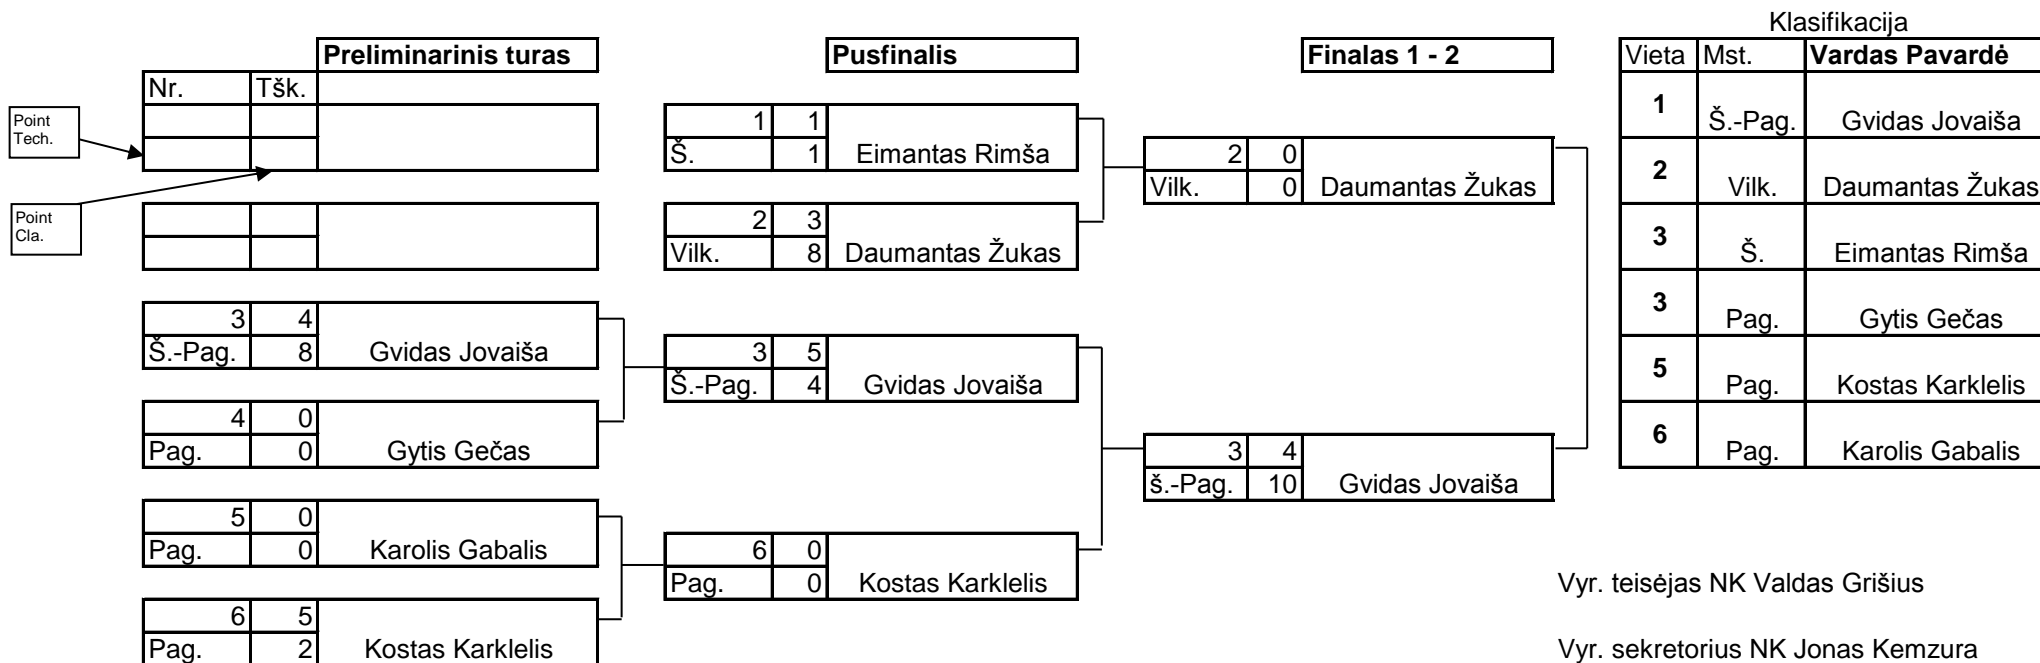 Klasifikacija
Preliminarinis turas Pusfinalis Finalas 1 - 2 Vieta Mst. Vardas Pavardė
Nr. Tšk.
Point
Tech.
Point
Cla.
3 4
Š.-Pag. 8 Gvidas Jovaiša
4 0
Pag. 0 Gytis Gečas
5 0
Pag. 0 Karolis Gabalis
6 5
Pag. 2 Kostas Karklelis
1 1
Š. 1 Eimantas Rimša
2 3
Vilk. 8 Daumantas Žukas
3 5
Š.-Pag. 4 Gvidas Jovaiša
6 0
Pag. 0 Kostas Karklelis
2 0
Vilk. 0 Daumantas Žukas
3 4
š.-Pag. 10 Gvidas Jovaiša
1 Š.-Pag. Gvidas Jovaiša
2 Vilk. Daumantas Žukas
3 Š. Eimantas Rimša
3 Pag. Gytis Gečas
5 Pag. Kostas Karklelis
6 Pag. Karolis Gabalis
Vyr. teisėjas NK Valdas Grišius
Vyr. sekretorius NK Jonas Kemzura